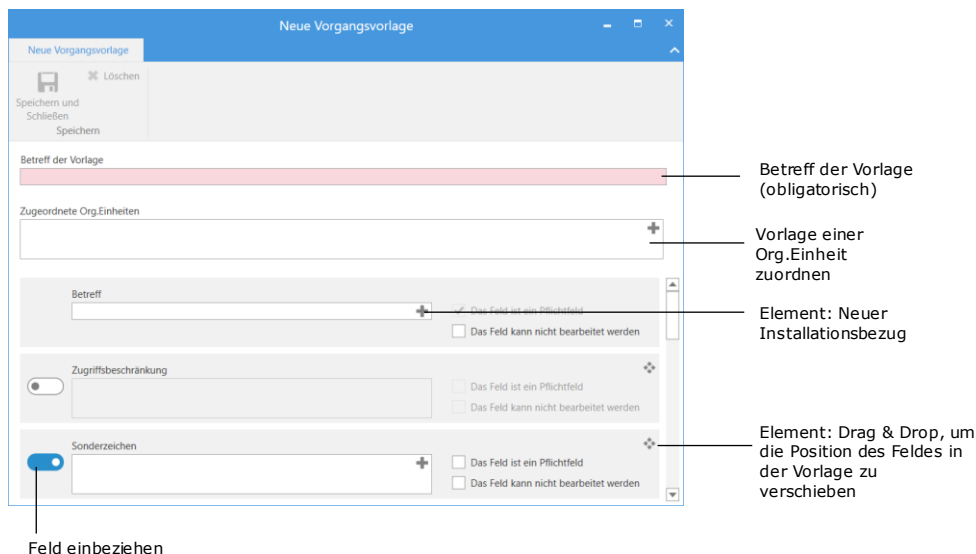 Neue Vorgangsvorlage
Neue Vorgangsvorlage
Löschen
Speichern und
Schließen
Speichern
Betreff der Vorlage
Betreff der Vorlage
(obligatorisch)
Zugeordnete Org.Einheiten
Vorlage einer
Org.Einheit
zuordnen
Betreff
Das Feld ist ein Pflichtfeld
Das Feld kann nicht bearbeitet werden
Element: Neuer
Installationsbezug
Zugriffsbeschränkung
Das Feld ist ein Pflichtfeld
Das Feld kann nicht bearbeitet werden
Sonderzeichen
Das Feld ist ein Pflichtfeld
Das Feld kann nicht bearbeitet werden
Element: Drag & Drop, um
die Position des Feldes in
der Vorlage zu
verschieben
Feld einbeziehen